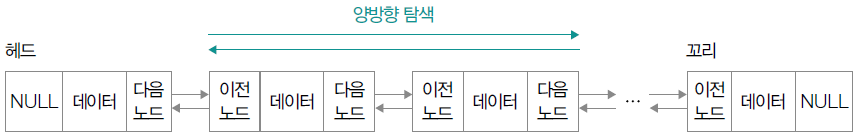 양방향 탐색
헤드
꼬리
NULL 데이터 다음 노드
이전 노드 데이터 다음 노드
이전 노드 데이터 다음 노드
...
이전 노드 데이터 NULL